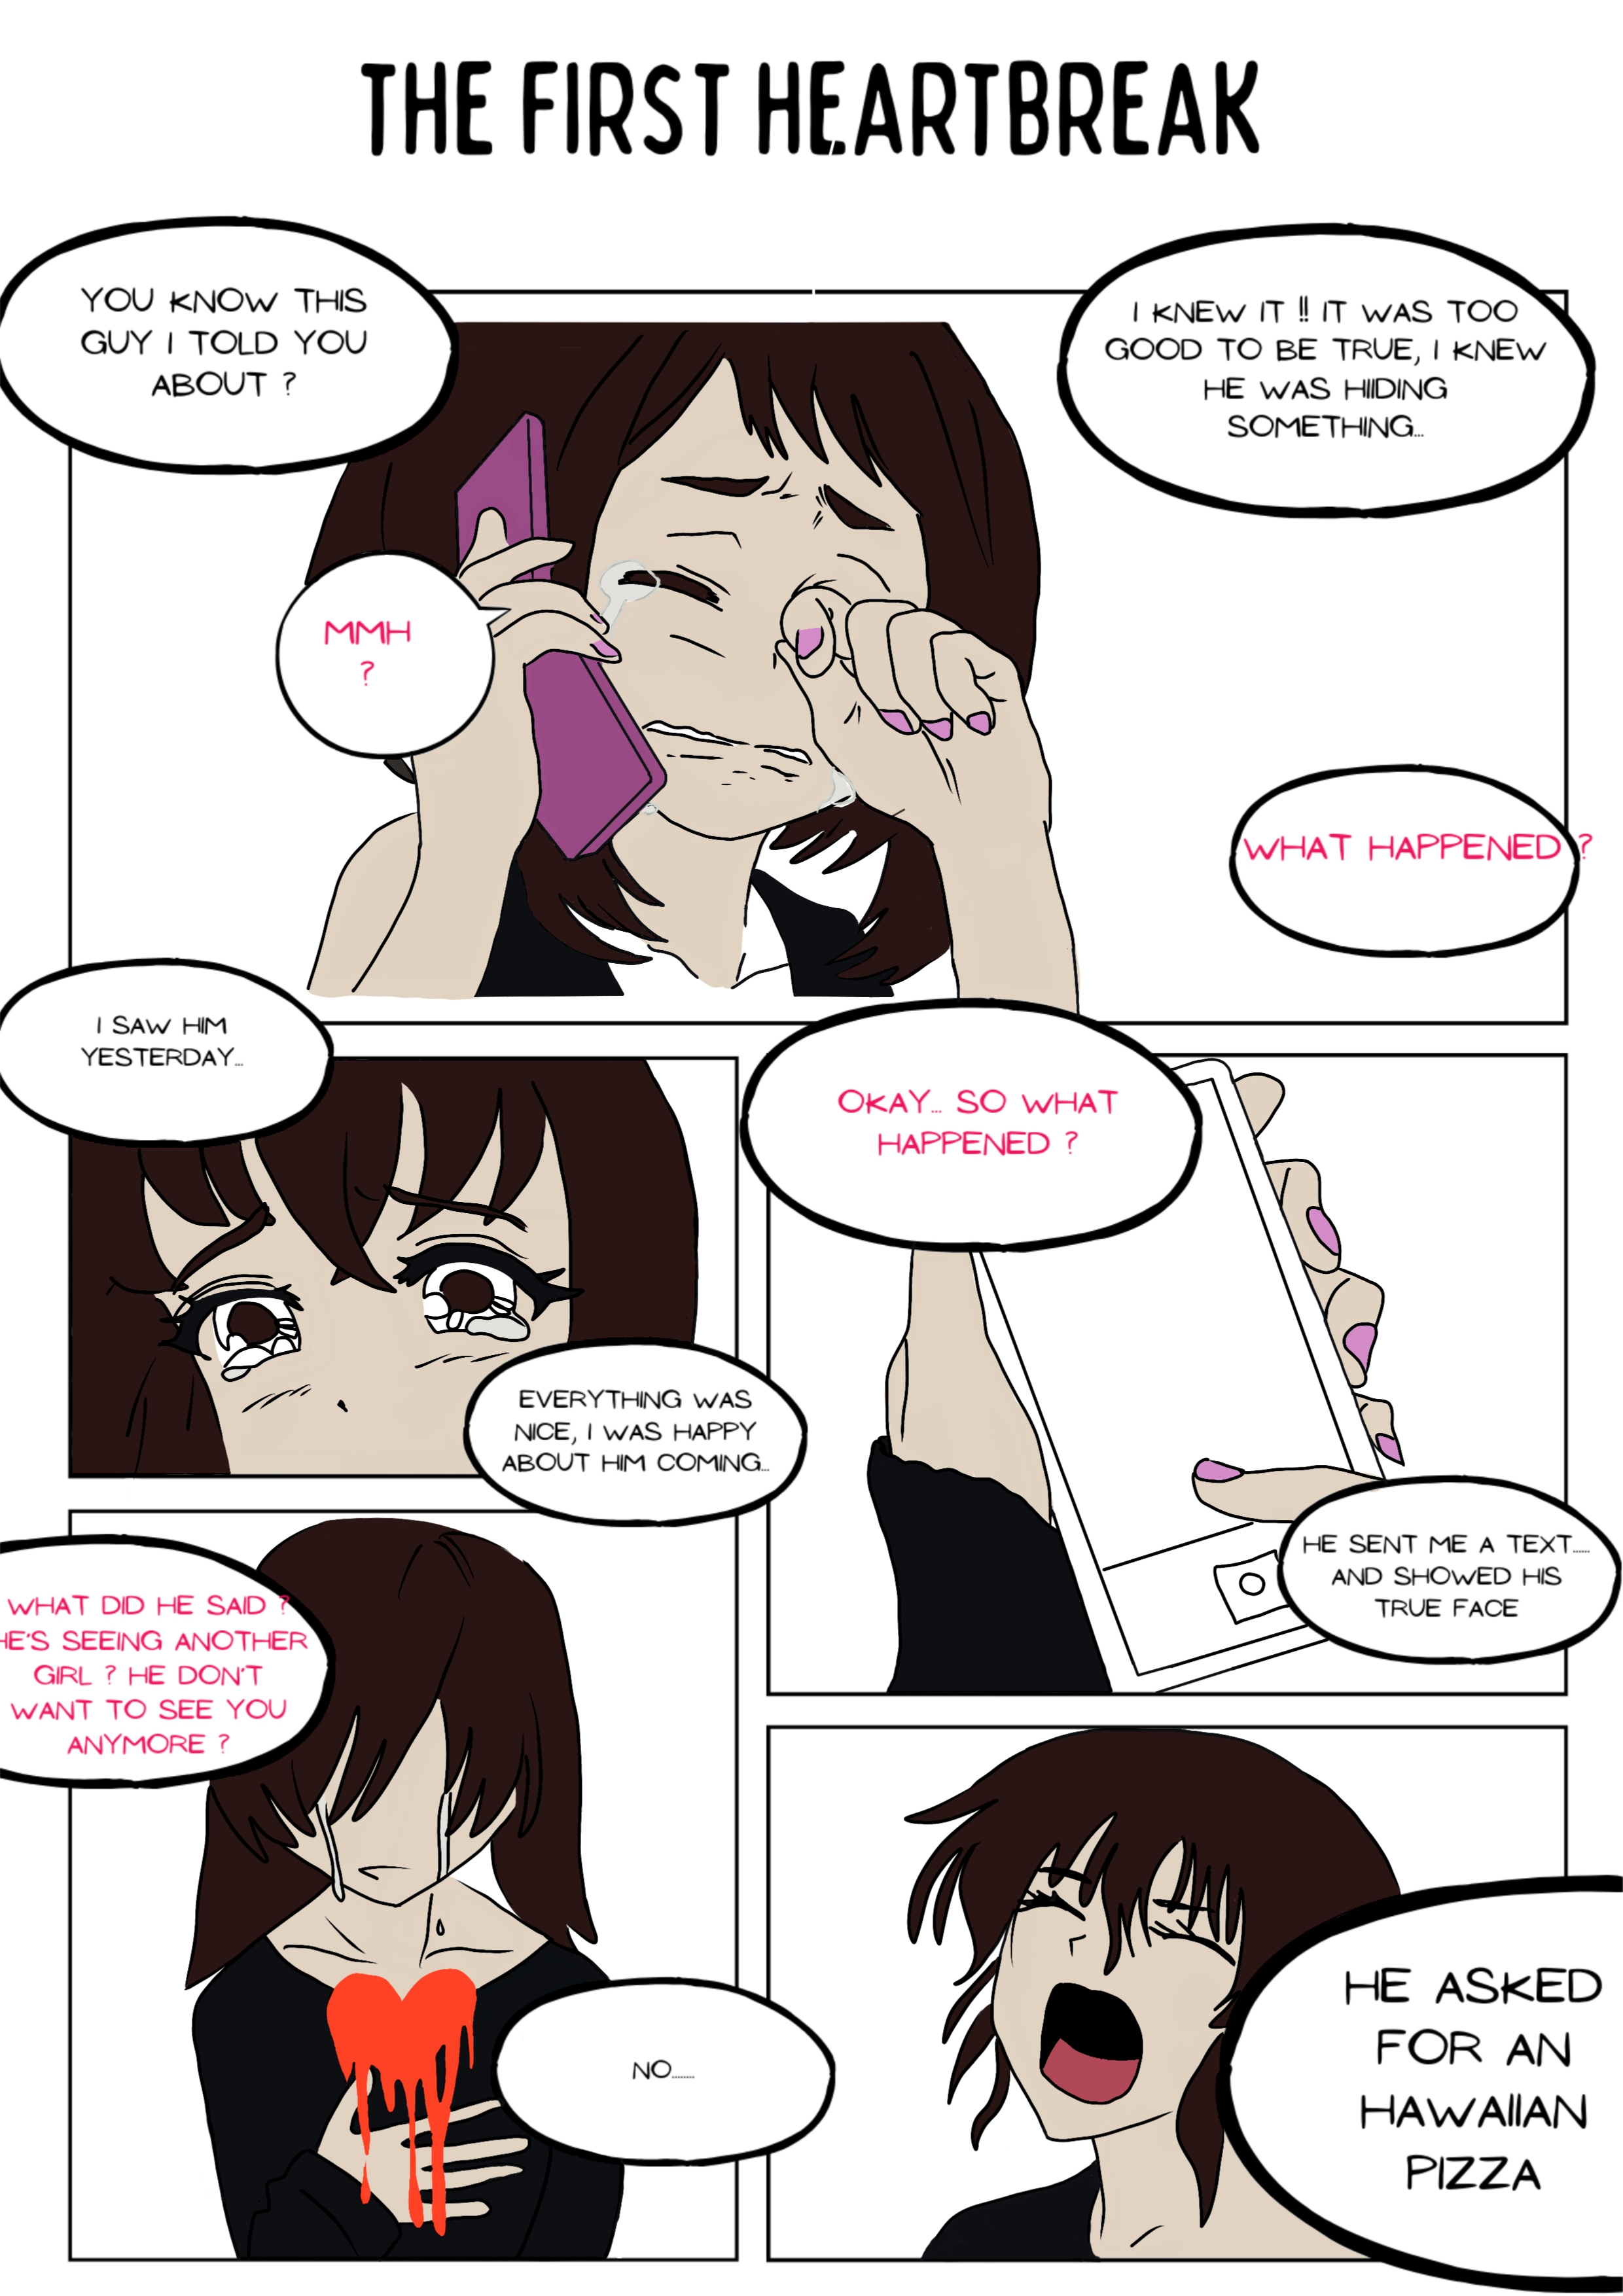 THE FIRST HEARTBREAK
YOU KNOW THIS
GUY I TOLD YOU
ABOUT ?
MMH
?
I KNEW IT !! IT WAS TOO
GOOD TO BE TRUE, I KNEW
HE WAS HIIDING
SOMETHING...
WHAT HAPPENED ?
I SAW HIM
YESTERDAY...
EVERYTHING WAS
NICE, I WAS HAPPY
ABOUT HIM COMING...
OKAY... SO WHAT
HAPPENED ?
HE SENT ME A TEXT......
AND SHOWED HIS
TRUE FACE
WHAT DID HE SAID ?
HE'S SEEING ANOTHER
GIRL ? HE DON'T
WANT TO SEE YOU
ANYMORE ?
NO........
HE ASKED
FOR AN
HAWAIIAN
PIZZA